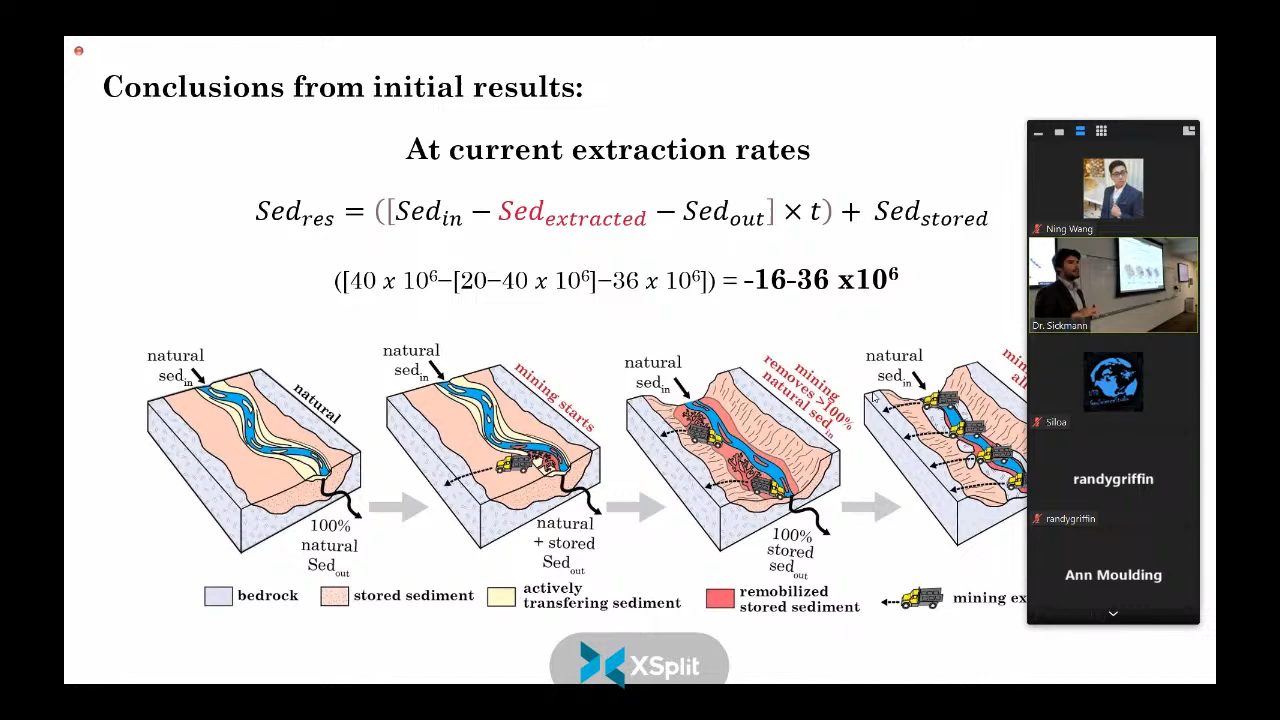 Conclusions from initial results:
At current extraction rates
Sed_res = ([Sed_in − Sed_extracted − Sed_out] × t) + Sed_stored
([40 x 10⁶−[20−40 x 10⁶]−36 x 10⁶]) = -16-36 x10⁶
natural
sed_in
natural
100%
natural
Sed_out
natural
sed_in
mining starts
natural
+ stored
Sed_out
natural
sed_in
mining
removes >100%
natural sed_in
100%
stored
sed_out
natural
sed_in
bedrock
stored sediment
actively
transfering sediment
remobilized
stored sediment
mining ex
XSplit
Ning Wang
Dr. Sickmann
Siloa
randygriffin
randygriffin
Ann Moulding